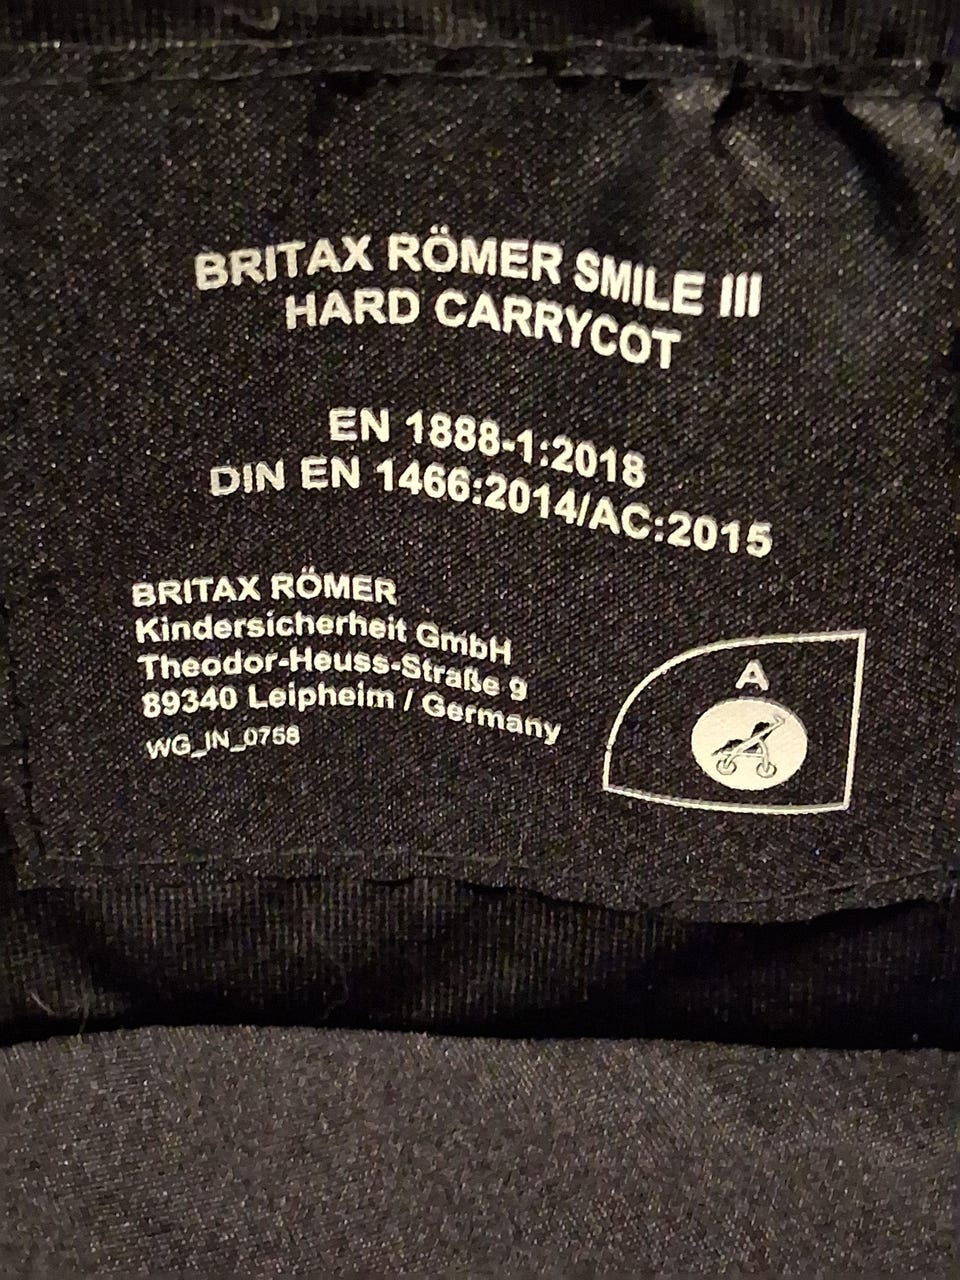 BRITAX RÖMER SMILE III
HARD CARRYCOT
EN 1888-1:2018
DIN EN 1466:2014/AC:2015
BRITAX RÖMER
Kindersicherheit GmbH
Theodor-Heuss-Straße 9
89340 Leipheim / Germany
WG_IN_0758
A